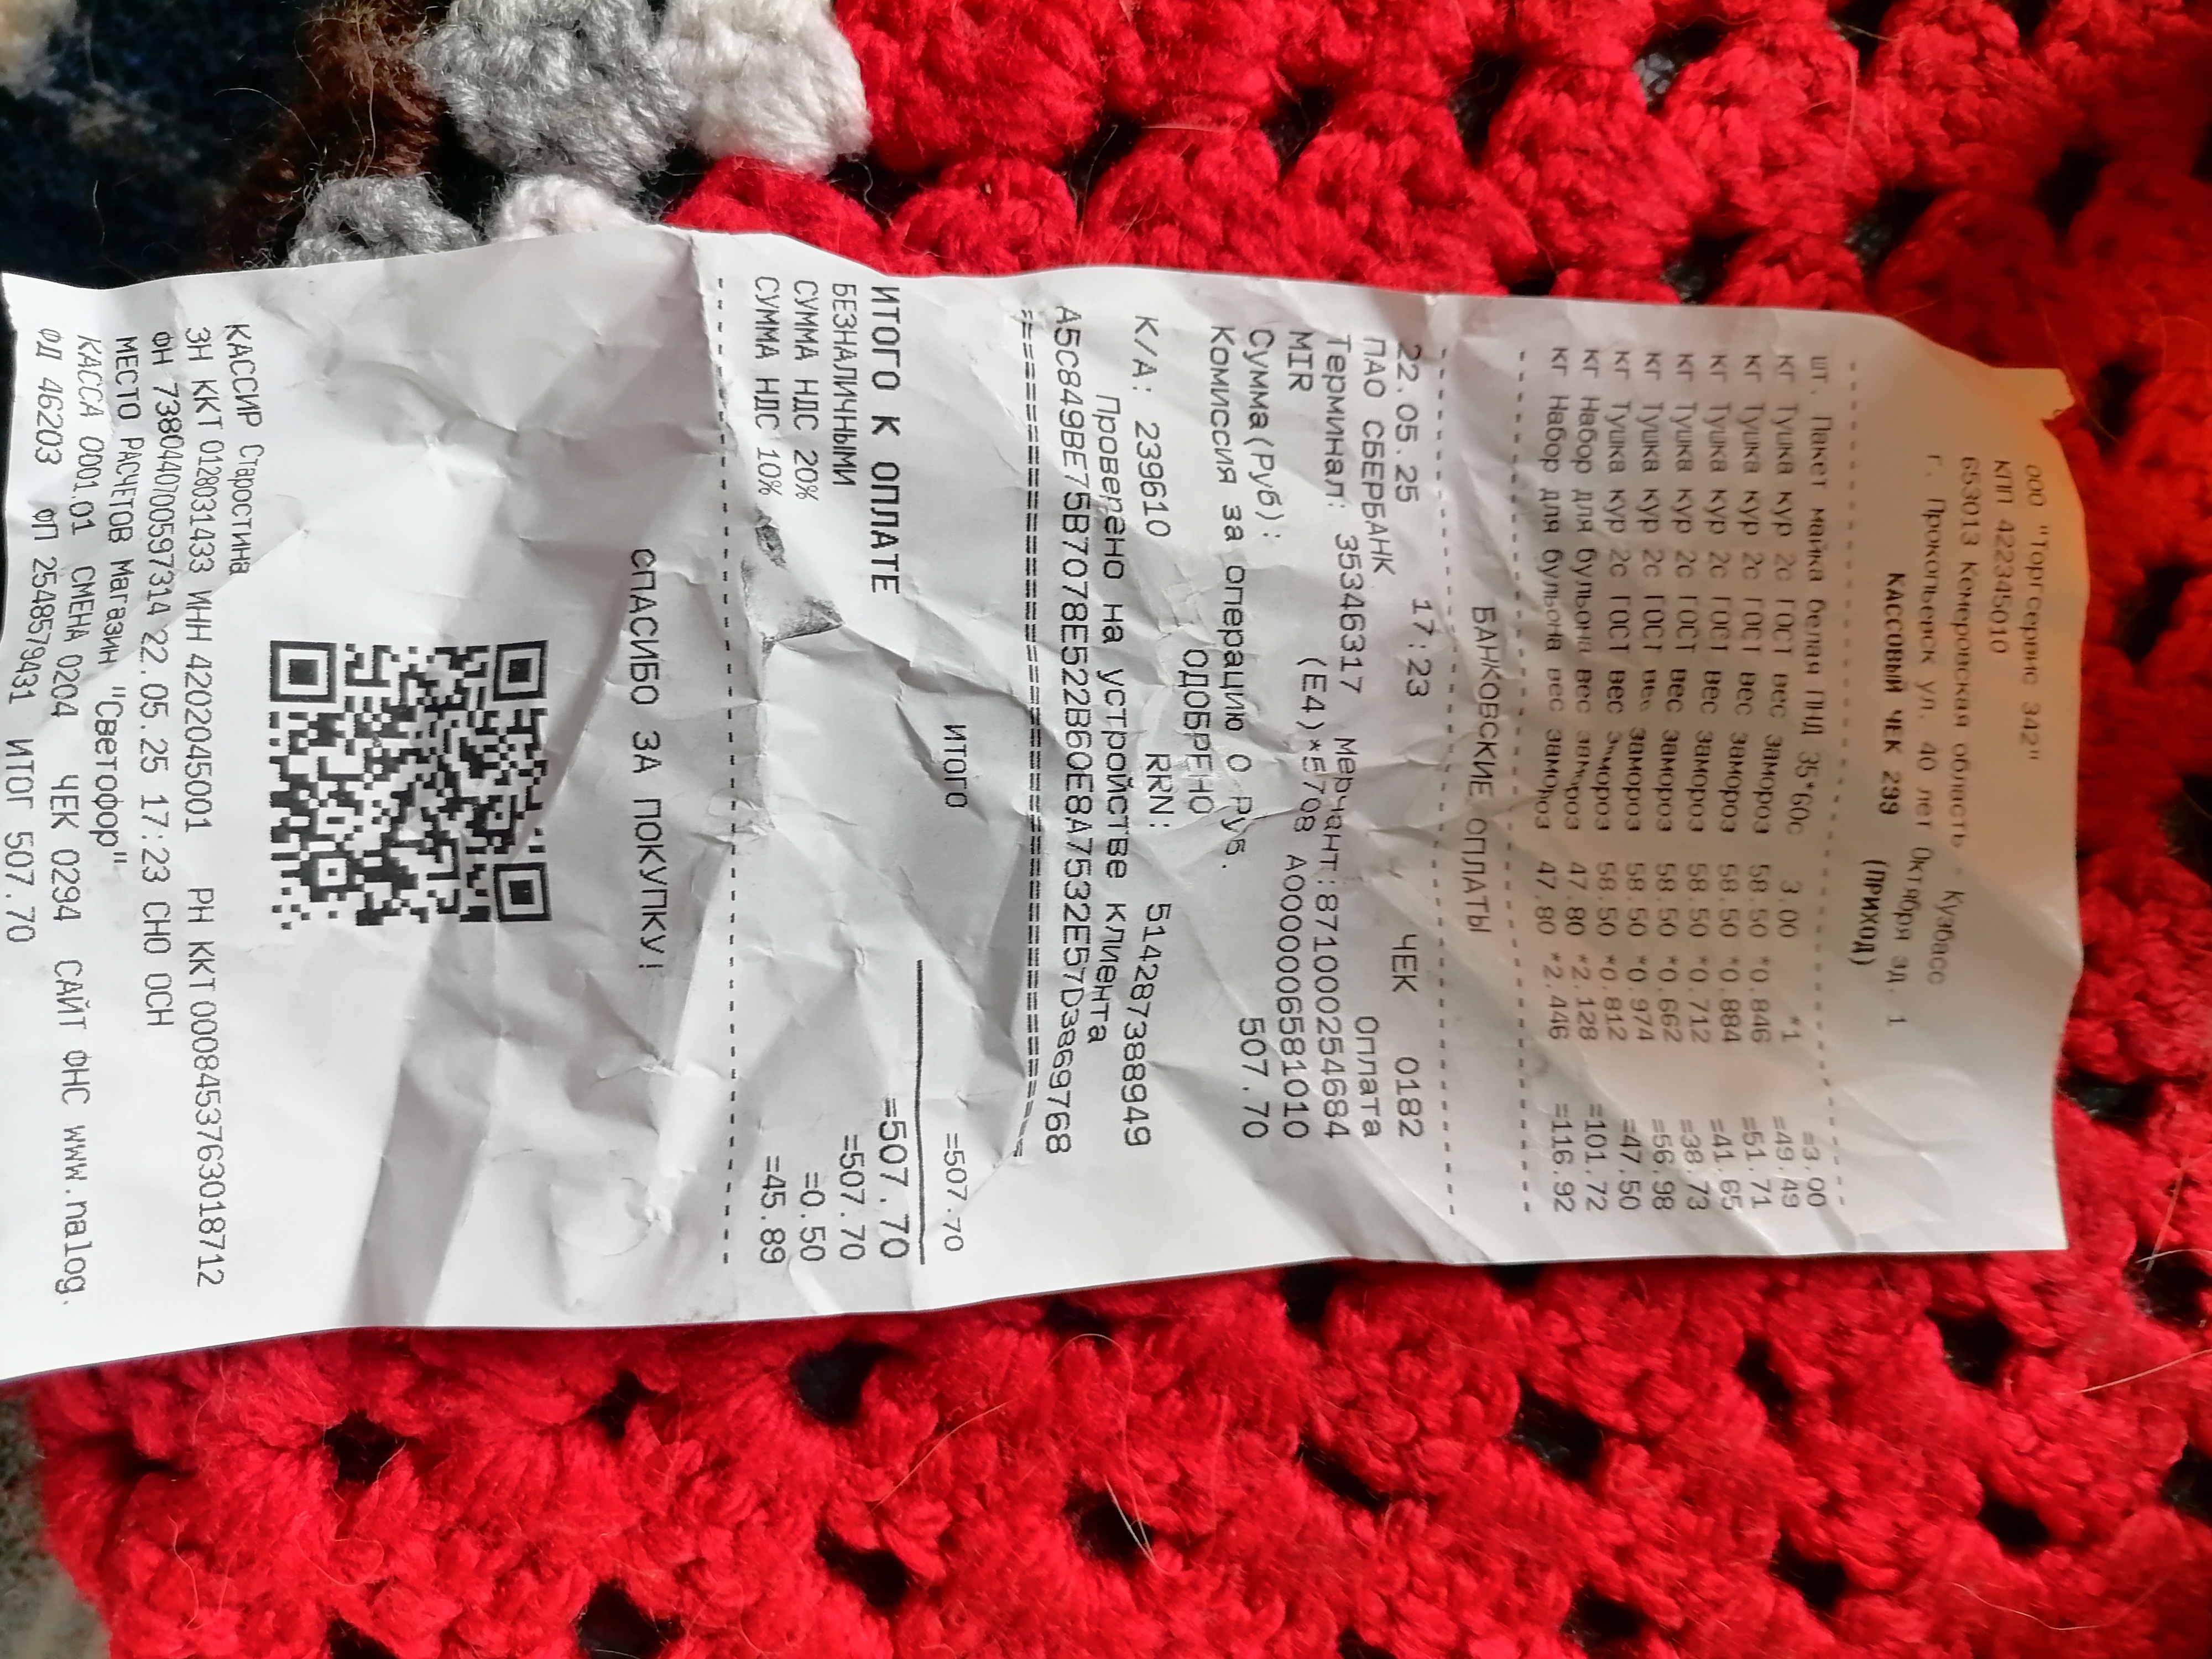 ООО "Торгсервис 342"
КПП 422345010
653013 Кемеровская область - Кузбасс
г. Прокопьевск ул. 40 лет Октября зд. 1
КАССОВЫЙ ЧЕК 239 (ПРИХОД)
шт. Пакет майка белая ПНД 35*60с 3.00 *1 =3.00
кг Тушка кур 2с ГОСТ вес замороз 58.50 *0.846 =49.49
кг Тушка кур 2с ГОСТ вес замороз 58.50 *0.884 =51.71
кг Тушка кур 2с ГОСТ вес замороз 58.50 *0.712 =41.65
кг Тушка кур 2с ГОСТ вес замороз 58.50 *0.662 =38.73
кг Тушка кур 2с ГОСТ вес замороз 58.50 *0.974 =56.98
кг Тушка кур 2с ГОСТ вес замороз 58.50 *0.812 =47.50
кг Набор для бульона вес замороз 47.80 *2.128 =101.72
кг Набор для бульона вес замороз 47.80 *2.446 =116.92
БАНКОВСКИЕ ОПЛАТЫ
22.05.25 17:23 ЧЕК 0182
ПАО СБЕРБАНК Оплата
Терминал: 35346317 Мерчант:871000254684
MIR (E4)*5708 A0000006581010
Сумма(Руб): 507.70
Комиссия за операцию 0 Руб.
ОДОБРЕНО
К/А: 239610 RRN: 514287388949
Проверено на устройстве клиента
A5C849BE75B7078E522B60E8A7532E57D3869768
ИТОГО =507.70
ИТОГО К ОПЛАТЕ =507.70
БЕЗНАЛИЧНЫМИ =507.70
СУММА НДС 20% =0.50
СУММА НДС 10% =45.89
СПАСИБО ЗА ПОКУПКУ!
КАССИР Старостина
ЗН ККТ 0128031433 ИНН 4202045001 РН ККТ 0008453763018712
ФН 7380440700597314 22.05.25 17:23 СНО ОСН
МЕСТО РАСЧЕТОВ Магазин "Светофор"
КАССА 0001.01 СМЕНА 0204 ЧЕК 0294 САЙТ ФНС www.nalog.
ФД 46203 ФП 2548579431 ИТОГ 507.70